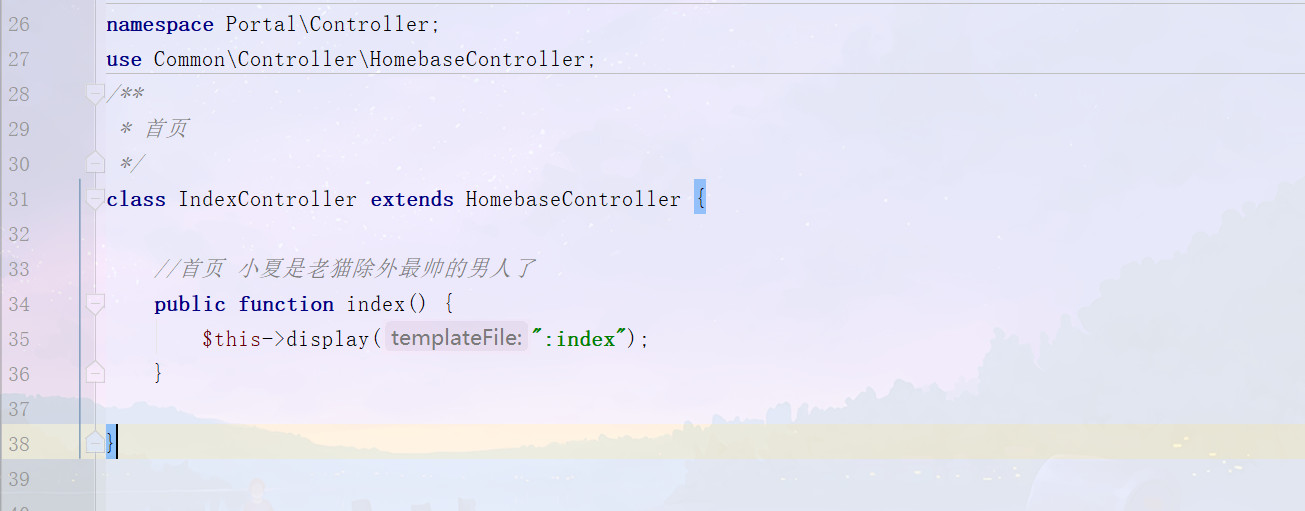 26 namespace Portal\Controller;
27 use Common\Controller\HomebaseController;
28 /**
29 * 首页
30 */
31 class IndexController extends HomebaseController {
32
33 //首页 小夏是老猫除外最帅的男人了
34 public function index() {
35 $this->display( templateFile: ":index");
36 }
37
38 }
39